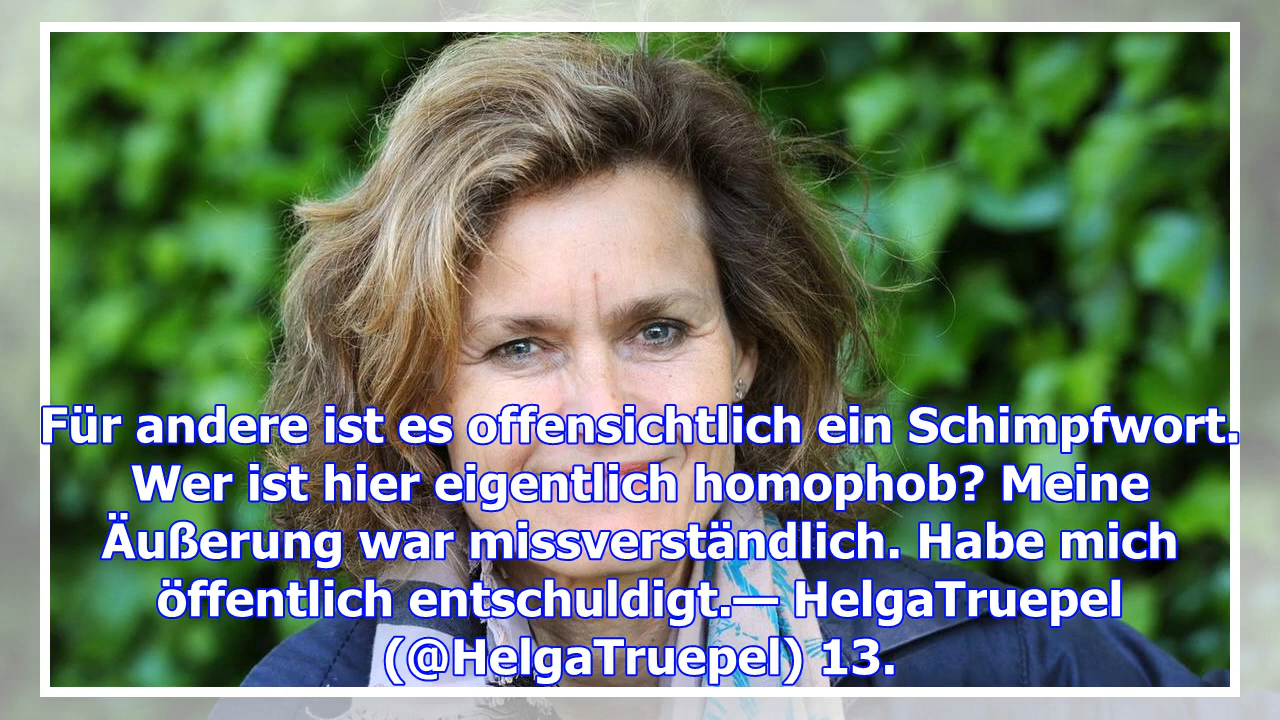 Für andere ist es offensichtlich ein Schimpfwort.
Wer ist hier eigentlich homophob? Meine
Äußerung war missverständlich. Habe mich
öffentlich entschuldigt.— HelgaTruepel
(@HelgaTruepel) 13.